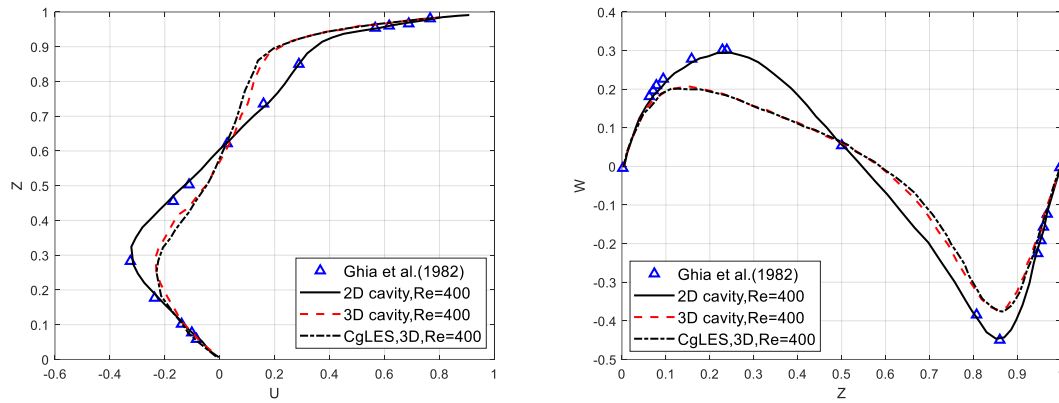 1
0.9
0.8
0.7
0.6
0.5
0.4
0.3
0.2
0.1
0
Z
-0.6 -0.4 -0.2 0 0.2 0.4 0.6 0.8 1
U
Ghia et al.(1982)
2D cavity,Re=400
3D cavity,Re=400
CgLES,3D,Re=400
0.4
0.3
0.2
0.1
0
-0.1
-0.2
-0.3
-0.4
-0.5
W
0 0.1 0.2 0.3 0.4 0.5 0.6 0.7 0.8 0.9 1
Z
Ghia et al.(1982)
2D cavity,Re=400
3D cavity,Re=400
CgLES,3D,Re=400